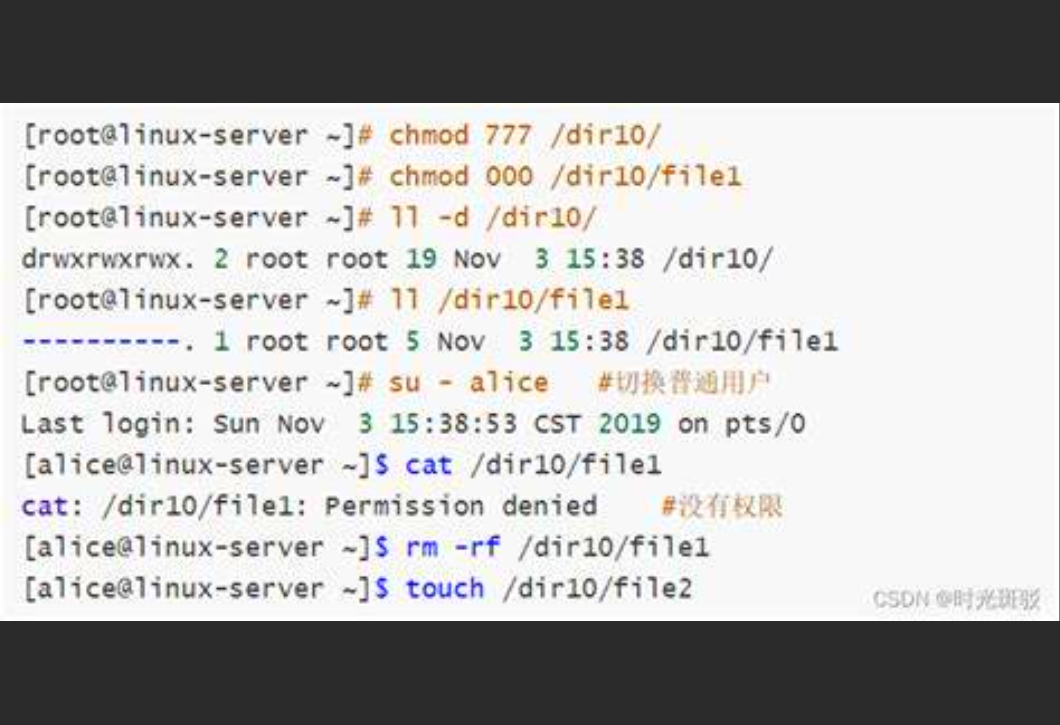 [root@linux-server ~]# chmod 777 /dir10/
[root@linux-server ~]# chmod 000 /dir10/file1
[root@linux-server ~]# ll -d /dir10/
drwxrwxrwx. 2 root root 19 Nov  3 15:38 /dir10/
[root@linux-server ~]# ll /dir10/file1
----------. 1 root root 5 Nov  3 15:38 /dir10/file1
[root@linux-server ~]# su - alice   #切换普通用户
Last login: Sun Nov  3 15:38:53 CST 2019 on pts/0
[alice@linux-server ~]$ cat /dir10/file1
cat: /dir10/file1: Permission denied    #没有权限
[alice@linux-server ~]$ rm -rf /dir10/file1
[alice@linux-server ~]$ touch /dir10/file2
CSDN @时光斑驳